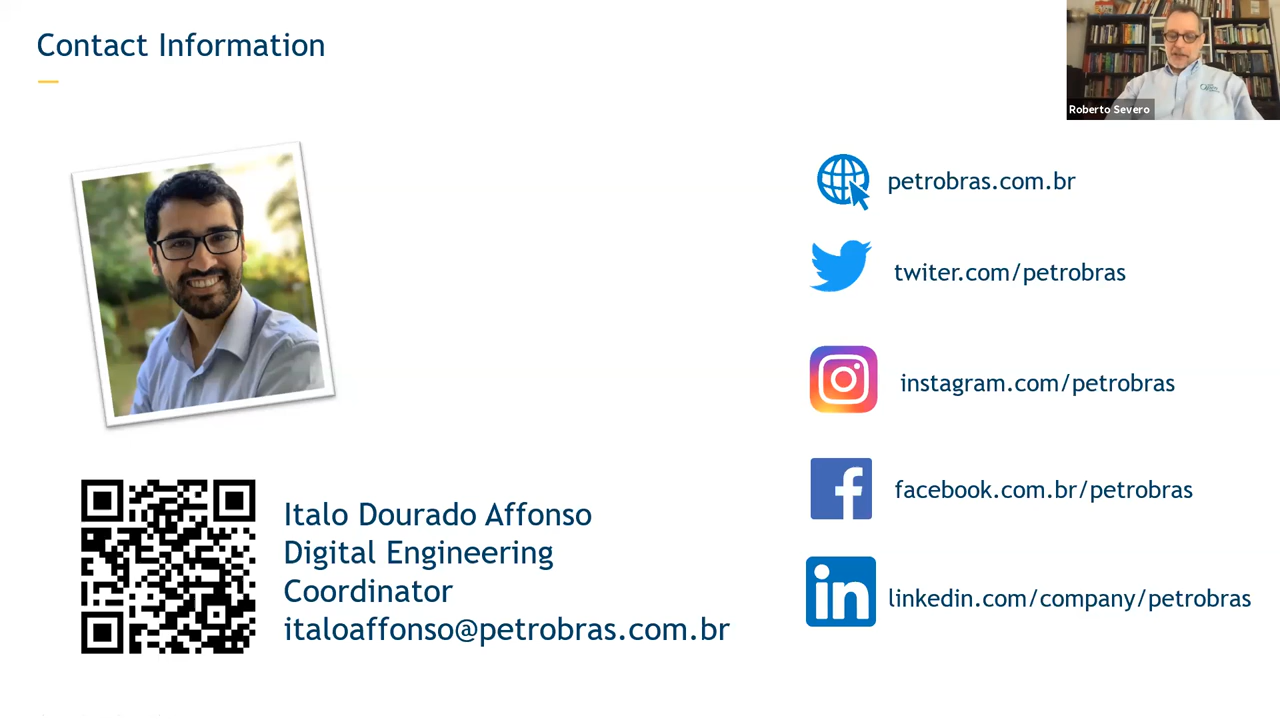 Contact Information
Roberto Severo
petrobras.com.br
twiter.com/petrobras
instagram.com/petrobras
facebook.com.br/petrobras
linkedin.com/company/petrobras
Italo Dourado Affonso
Digital Engineering
Coordinator
italoaffonso@petrobras.com.br